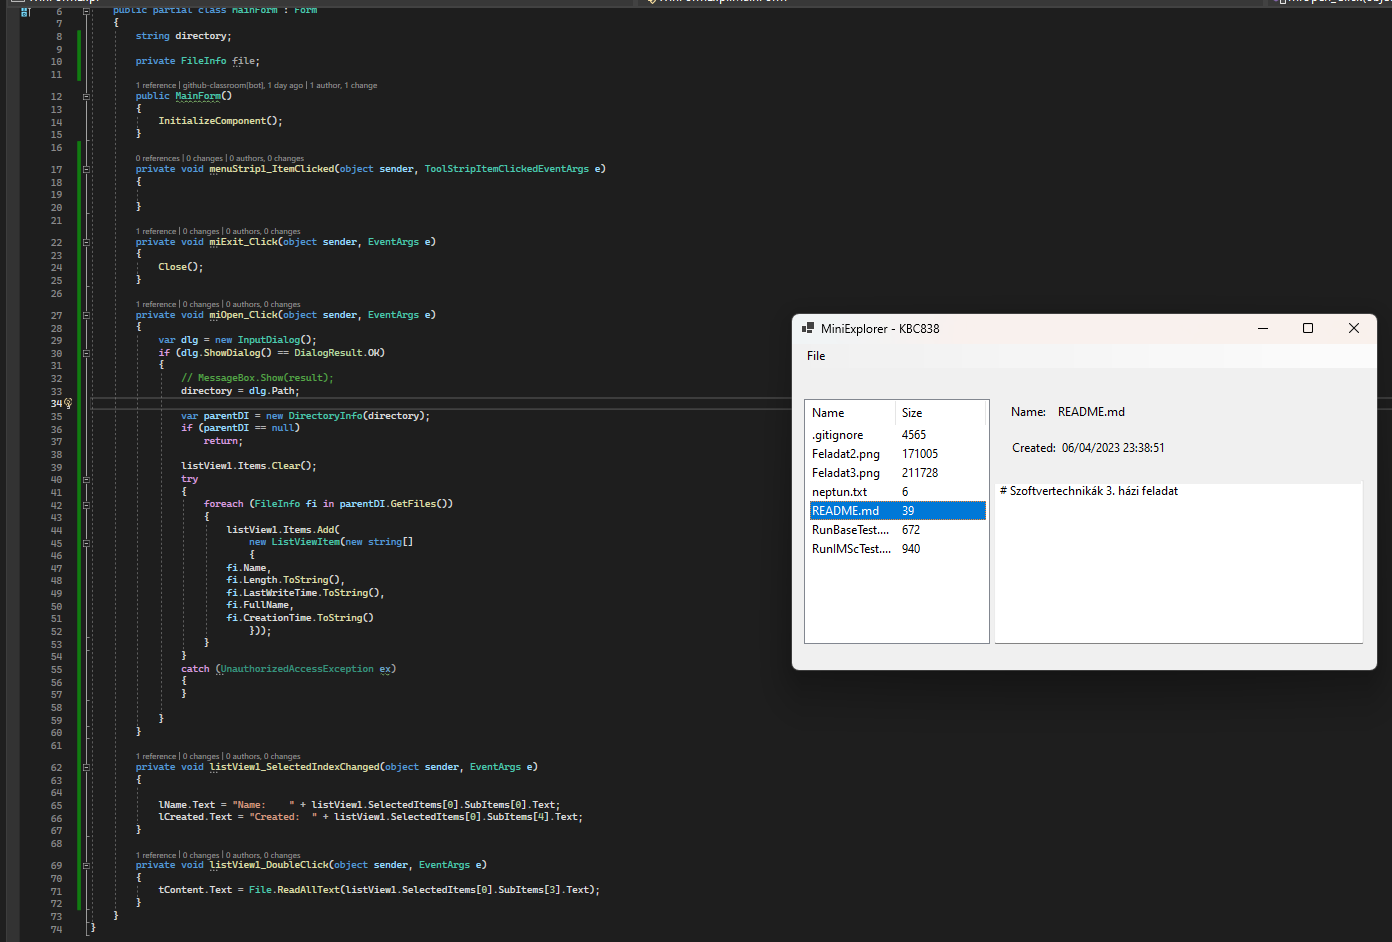 6 public partial class MainForm : Form
7 {
8 string directory;
9
10 private FileInfo file;
11
1 reference | github-classroom[bot], 1 day ago | 1 author, 1 change
12 public MainForm()
13 {
14 InitializeComponent();
15 }
16
0 references | 0 changes | 0 authors, 0 changes
17 private void menuStrip1_ItemClicked(object sender, ToolStripItemClickedEventArgs e)
18 {
19
20 }
21
1 reference | 0 changes | 0 authors, 0 changes
22 private void miExit_Click(object sender, EventArgs e)
23 {
24 Close();
25 }
26
1 reference | 0 changes | 0 authors, 0 changes
27 private void miOpen_Click(object sender, EventArgs e)
28 {
29 var dlg = new InputDialog();
30 if (dlg.ShowDialog() == DialogResult.OK)
31 {
32 // MessageBox.Show(result);
33 directory = dlg.Path;
34
35 var parentDI = new DirectoryInfo(directory);
36 if (parentDI == null)
37 return;
38
39 listView1.Items.Clear();
40 try
41 {
42 foreach (FileInfo fi in parentDI.GetFiles())
43 {
44 listView1.Items.Add(
45 new ListViewItem(new string[]
46 {
47 fi.Name,
48 fi.Length.ToString(),
49 fi.LastWriteTime.ToString(),
50 fi.FullName,
51 fi.CreationTime.ToString()
52 }));
53 }
54 }
55 catch (UnauthorizedAccessException ex)
56 {
57 }
58
59 }
60 }
61
1 reference | 0 changes | 0 authors, 0 changes
62 private void listView1_SelectedIndexChanged(object sender, EventArgs e)
63 {
64
65 lName.Text = "Name:    " + listView1.SelectedItems[0].SubItems[0].Text;
66 lCreated.Text = "Created:  " + listView1.SelectedItems[0].SubItems[4].Text;
67 }
68
1 reference | 0 changes | 0 authors, 0 changes
69 private void listView1_DoubleClick(object sender, EventArgs e)
70 {
71 tContent.Text = File.ReadAllText(listView1.SelectedItems[0].SubItems[3].Text);
72 }
73 }
74 }
MiniExplorer - KBC838
File
Name Size
.gitignore 4565
Feladat2.png 171005
Feladat3.png 211728
neptun.txt 6
README.md 39
RunBaseTest.... 672
RunIMScTest.... 940
Name: README.md
Created: 06/04/2023 23:38:51
# Szoftvertechnikák 3. házi feladat